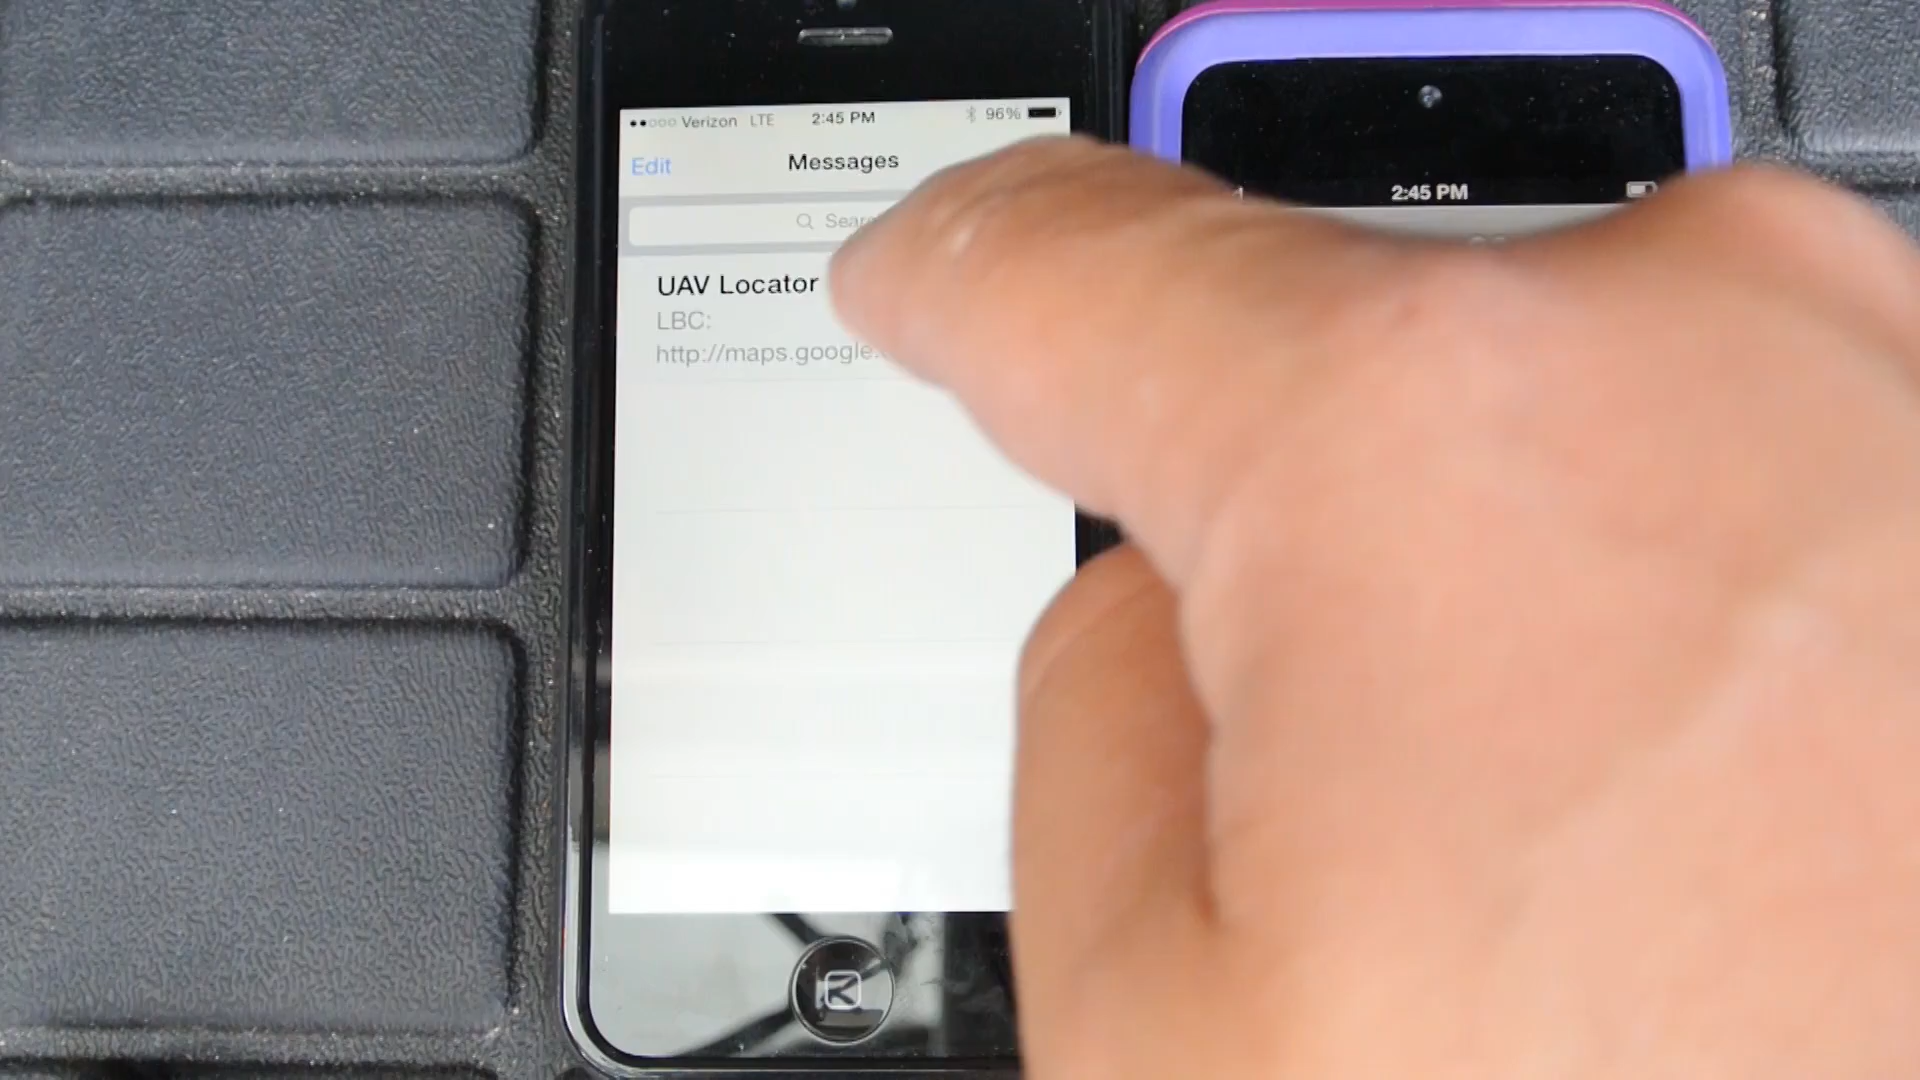 Verizon LTE 2:45 PM 96%
Edit Messages
UAV Locator
LBC:
http://maps.google.
2:45 PM